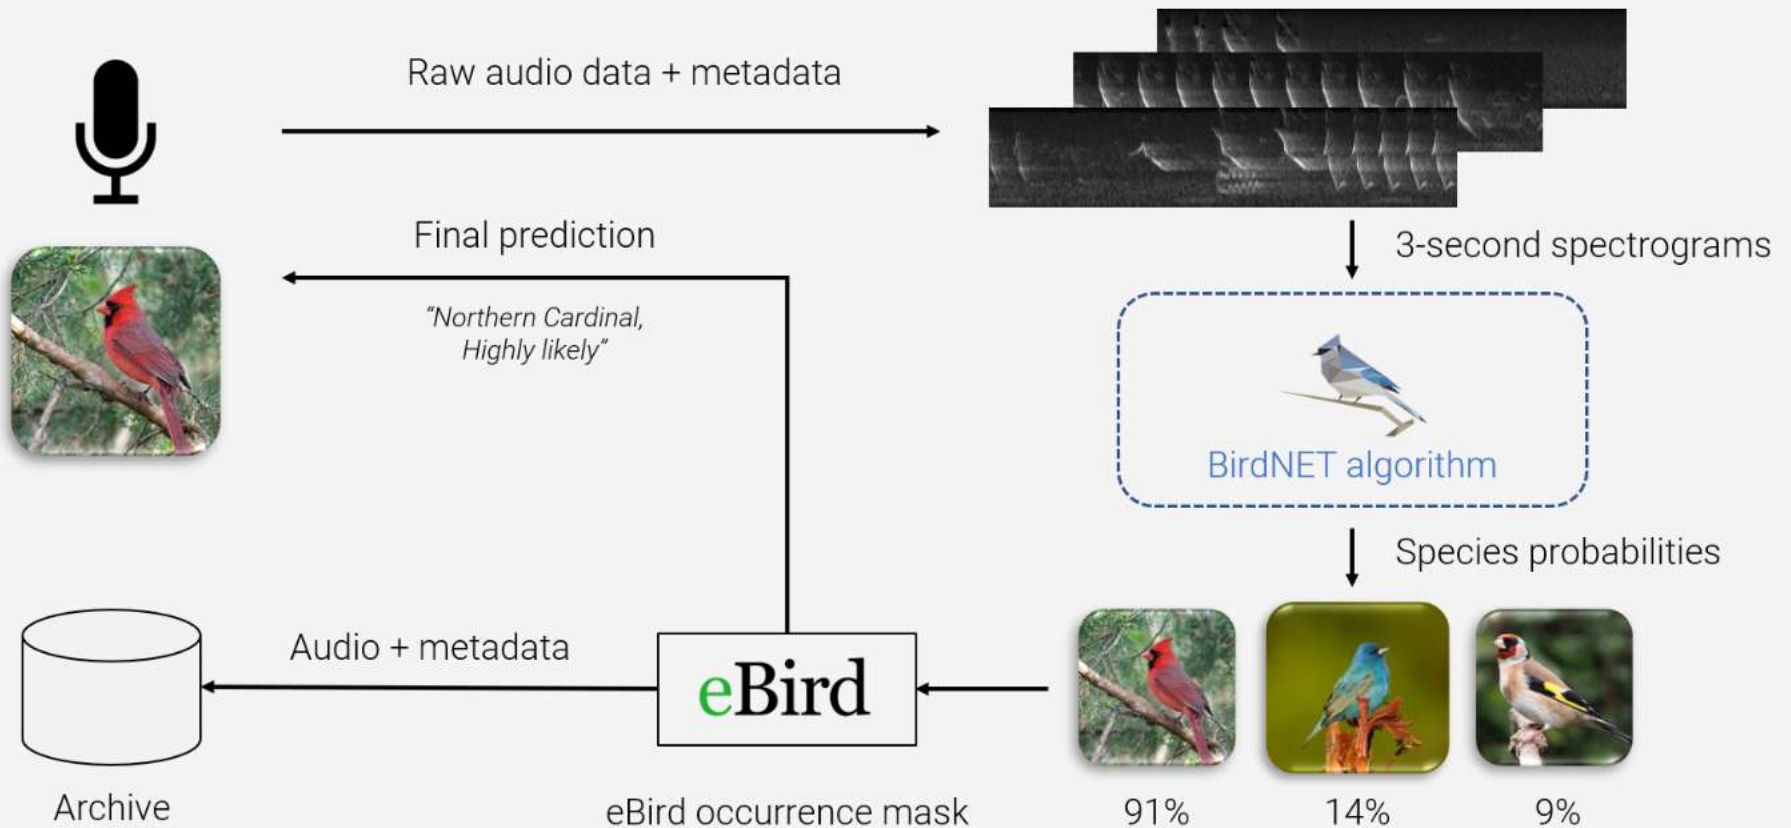 Raw audio data + metadata
Final prediction
"Northern Cardinal,
Highly likely“
3-second spectrograms
BirdNET algorithm
Species probabilities
Audio + metadata
eBird
Archive
eBird occurrence mask
91%
14%
9%